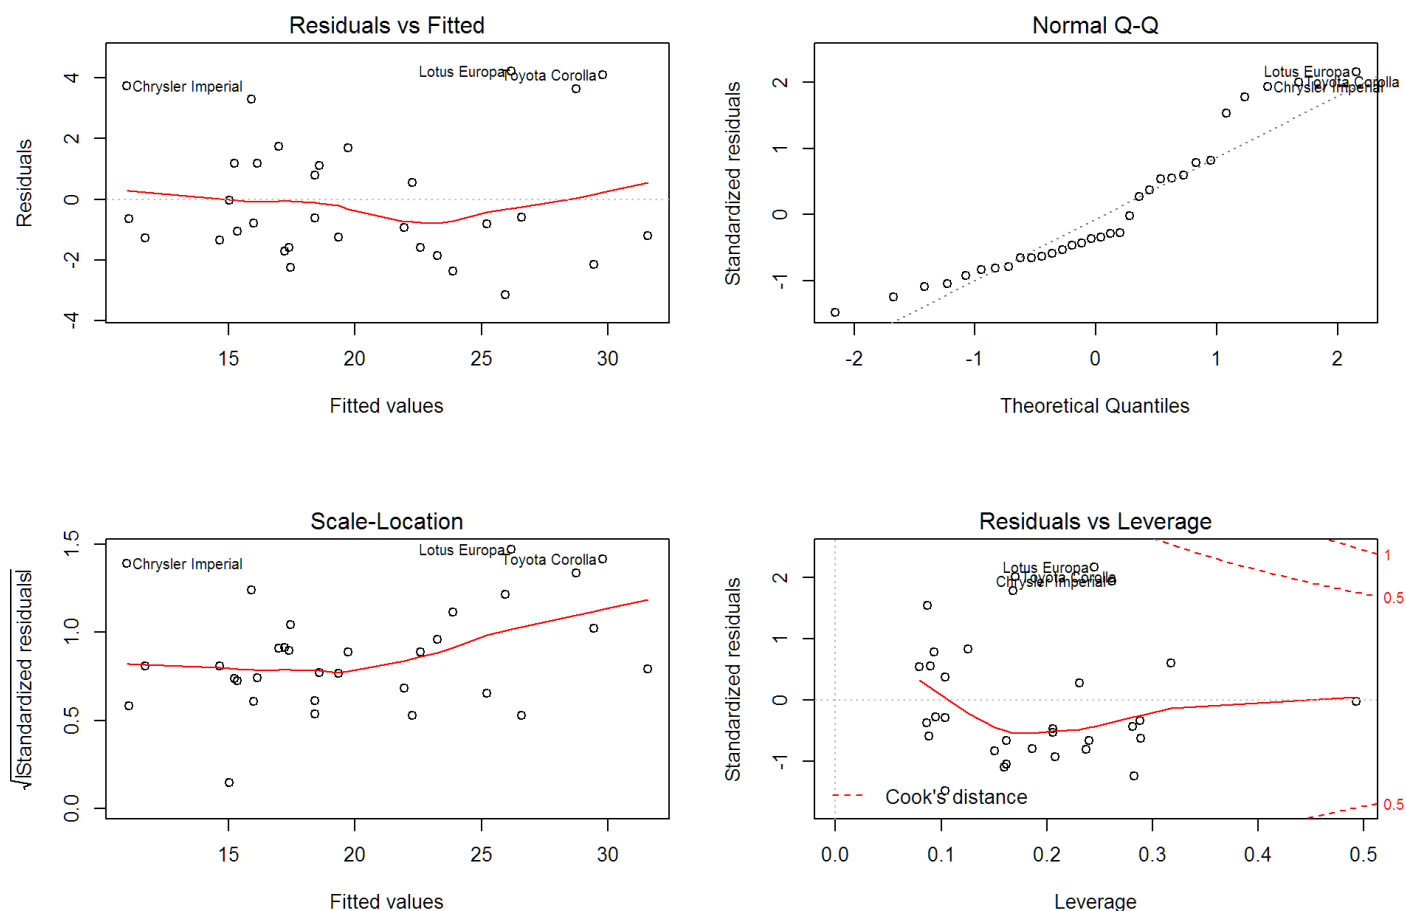 Residuals vs Fitted
Residuals
4
2
0
-2
-4
Chrysler Imperial
Lotus Europa
Toyota Corolla
15 20 25 30
Fitted values
Normal Q-Q
Standardized residuals
2
1
0
-1
Lotus Europa
Toyota Corolla
Chrysler Imperial
-2 -1 0 1 2
Theoretical Quantiles
Scale-Location
√|Standardized residuals|
1.5
1.0
0.5
0.0
Chrysler Imperial
Lotus Europa
Toyota Corolla
15 20 25 30
Fitted values
Residuals vs Leverage
Standardized residuals
2
1
0
-1
Lotus Europa
Toyota Corolla
Chrysler Imperial
1
0.5
0.5
Cook's distance
0.0 0.1 0.2 0.3 0.4 0.5
Leverage